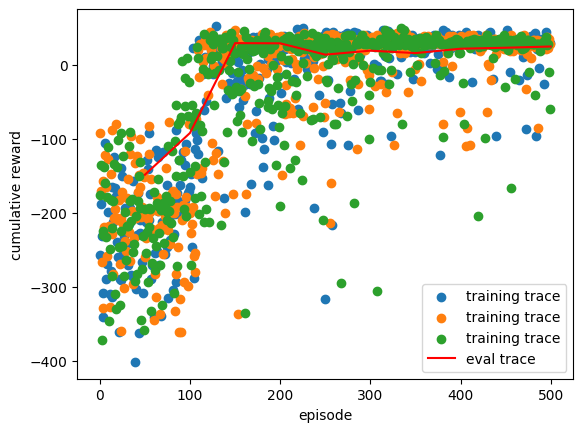 0
−100
−200
−300
−400
cumulative reward
0
100
200
300
400
500
episode
training trace
training trace
training trace
eval trace